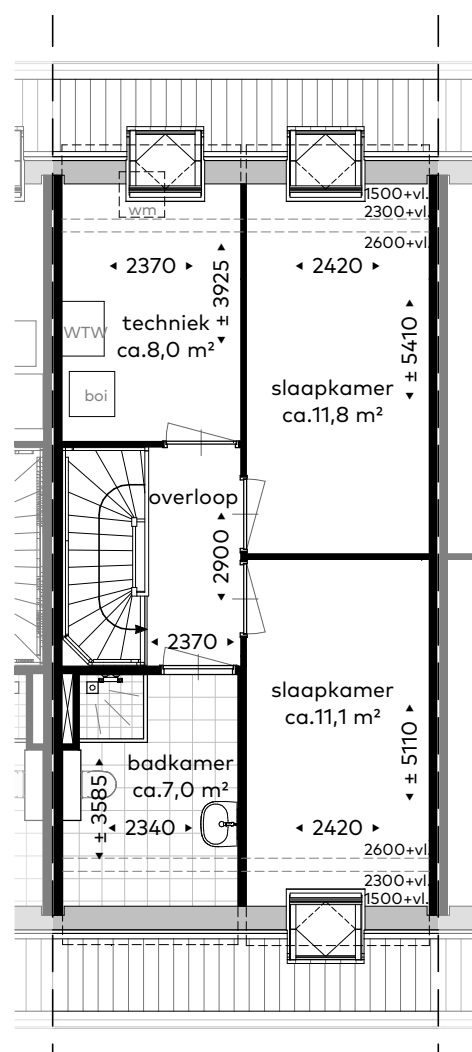 1500+vl.
wm
2300+vl.
2600+vl.
2370
2420
± 3925
WTW
techniek
ca.8,0 m²
± 5410
boi
slaapkamer
ca.11,8 m²
overloop
2900
2370
slaapkamer
ca.11,1 m²
± 5110
badkamer
ca.7,0 m²
± 3585
2340
2420
2600+vl.
2300+vl.
1500+vl.